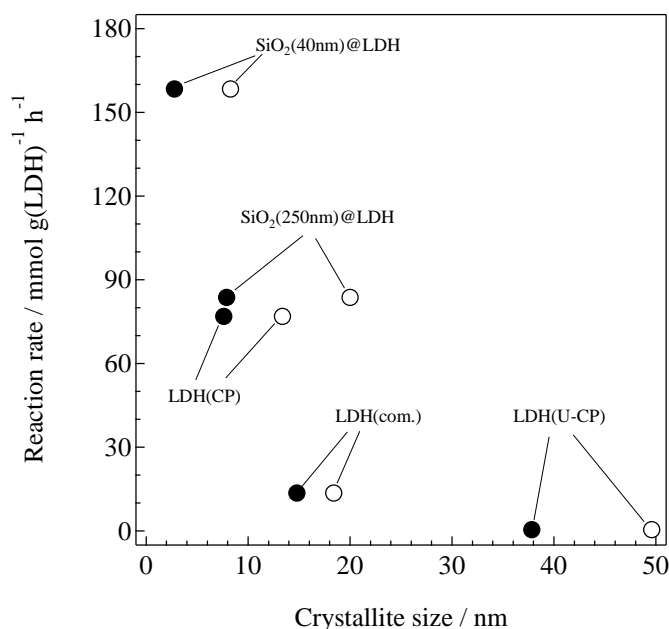 180
SiO₂(40nm)@LDH
150
120
SiO₂(250nm)@LDH
90
60
LDH(CP)
LDH(com.)
LDH(U-CP)
30
0
0 10 20 30 40 50
Crystallite size / nm
Reaction rate / mmol g(LDH)⁻¹ h⁻¹